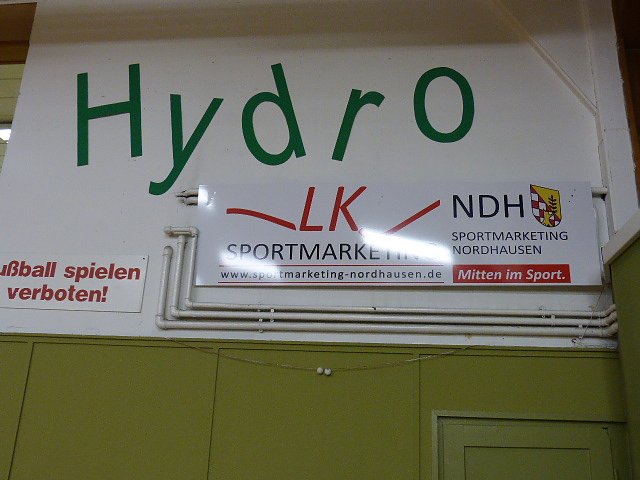 Hydro
LK
SPORTMARKETING
www.sportmarketing-nordhausen.de
NDH
SPORTMARKETING
NORDHAUSEN
Mitten im Sport.
ußball spielen
verboten!